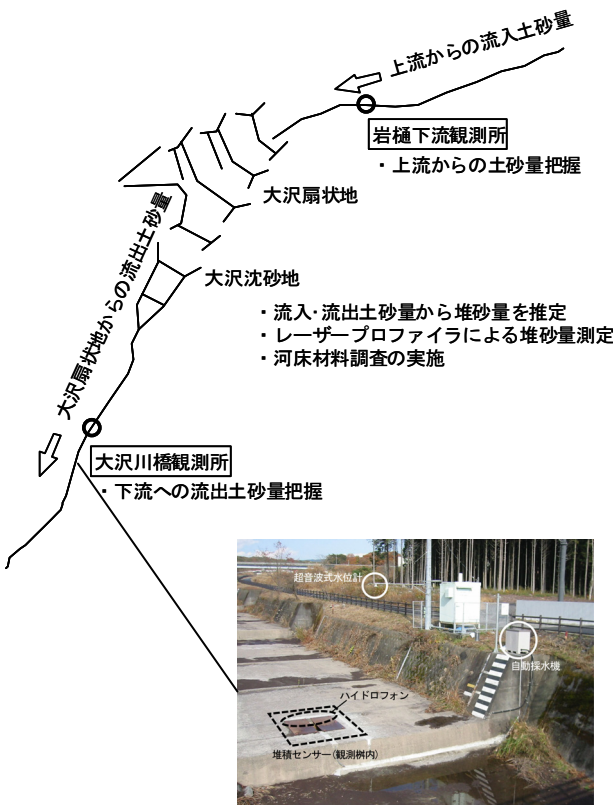 上流からの流入土砂量
岩樋下流観測所
・上流からの土砂量把握
大沢扇状地
大沢沈砂地
・流入・流出土砂量から堆砂量を推定
・レーザープロファイラによる堆砂量測定
・河床材料調査の実施
大沢扇状地からの流出土砂量
大沢川橋観測所
・下流への流出土砂量把握
超音波式水位計
自動採水機
ハイドロフォン
堆積センサー(観測桝内)